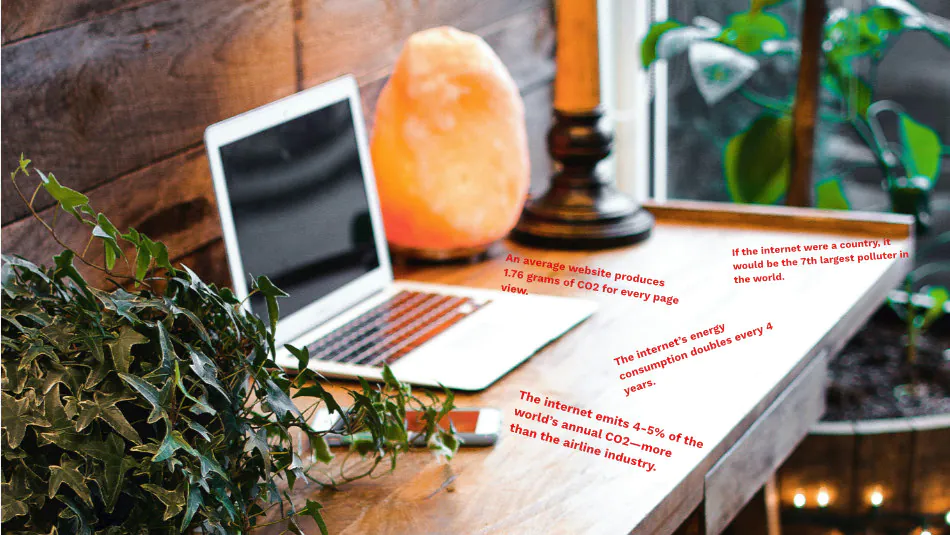 An average website produces
1.76 grams of CO2 for every page
view.
If the internet were a country, it
would be the 7th largest polluter in
the world.
The internet's energy
consumption doubles every 4
years.
The internet emits 4-5% of the
world's annual CO2—more
than the airline industry.